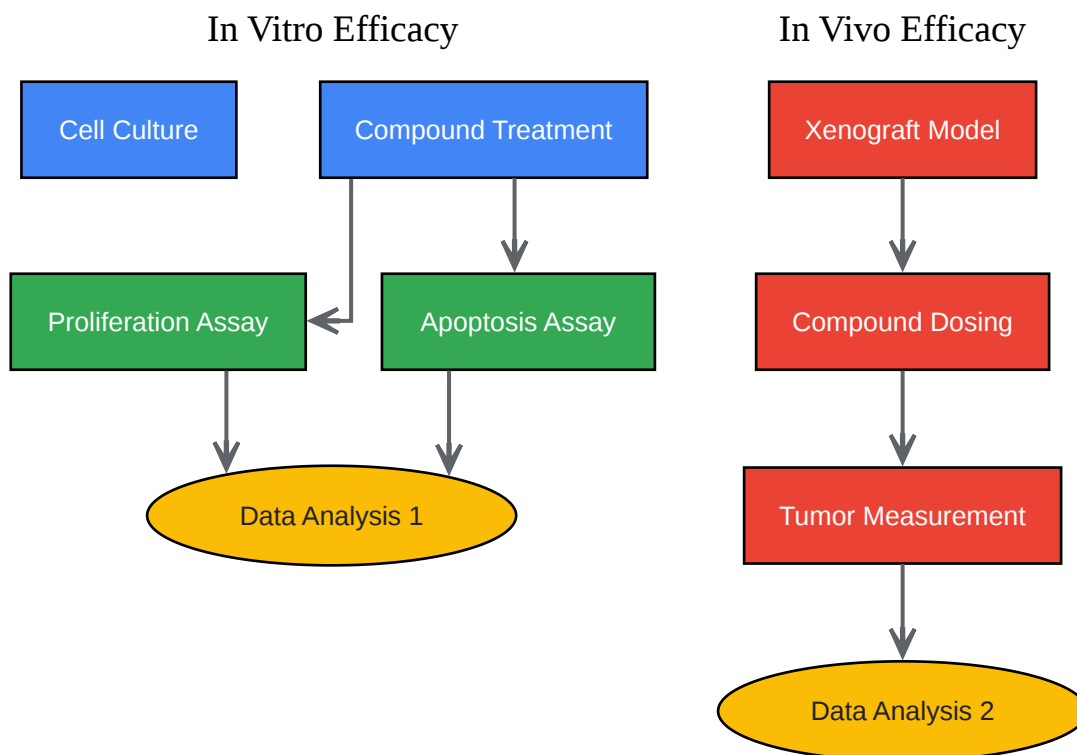 In Vitro Efficacy
Cell Culture
Compound Treatment
Proliferation Assay
Apoptosis Assay
Data Analysis 1
In Vivo Efficacy
Xenograft Model
Compound Dosing
Tumor Measurement
Data Analysis 2